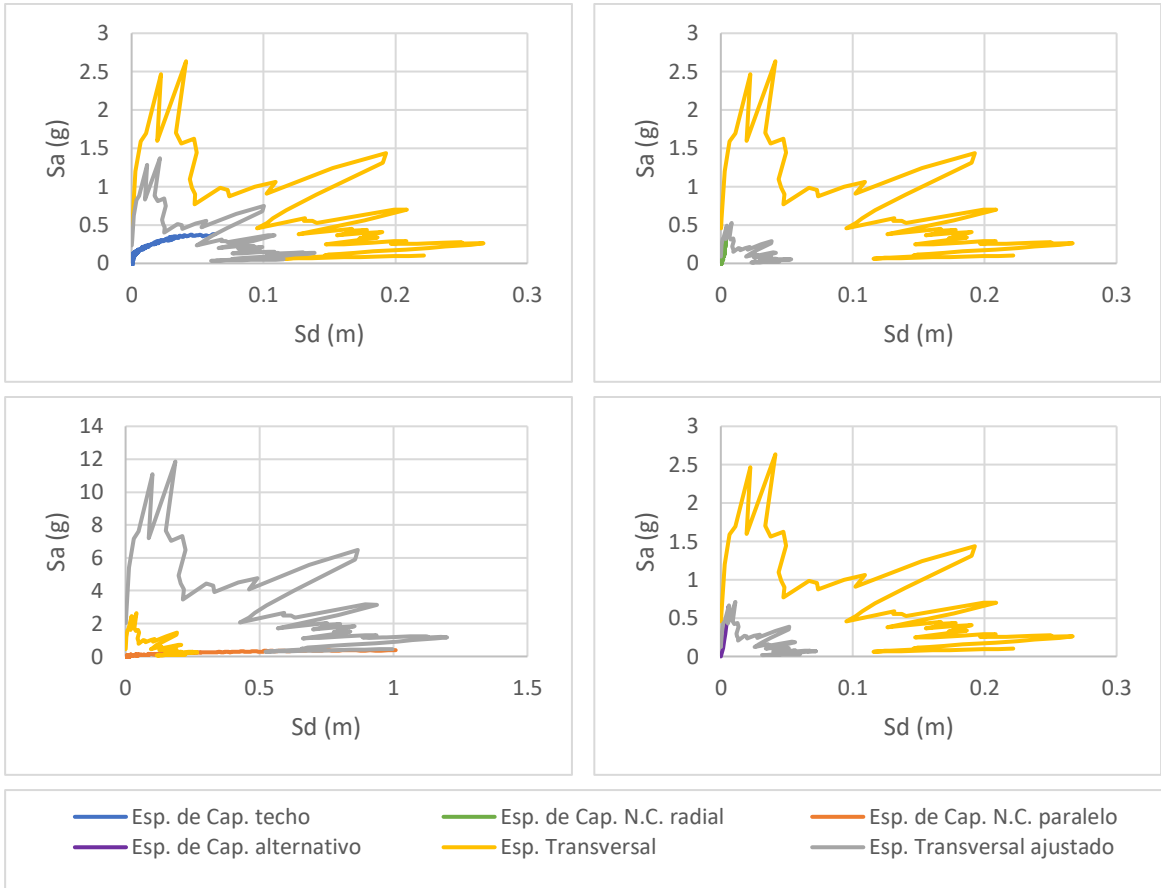 3
2.5
2
1.5
1
0.5
0
Sa (g)
0 0.1 0.2 0.3
Sd (m)
3
2.5
2
1.5
1
0.5
0
Sa (g)
0 0.1 0.2 0.3
Sd (m)
14
12
10
8
6
4
2
0
Sa (g)
0 0.5 1 1.5
Sd (m)
3
2.5
2
1.5
1
0.5
0
Sa (g)
0 0.1 0.2 0.3
Sd (m)
Esp. de Cap. techo Esp. de Cap. N.C. radial Esp. de Cap. N.C. paralelo
Esp. de Cap. alternativo Esp. Transversal Esp. Transversal ajustado